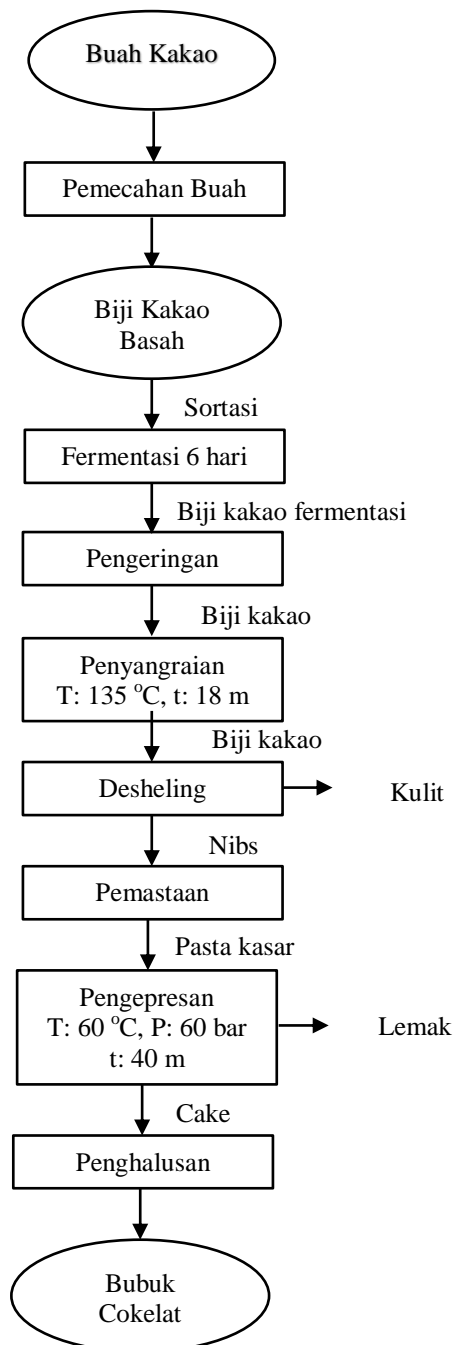 Buah Kakao
Pemecahan Buah
Biji Kakao
Basah
Sortasi
Fermentasi 6 hari
Biji kakao fermentasi
Pengeringan
Biji kakao
Penyangraian
T: 135 °C, t: 18 m
Biji kakao
Desheling
Kulit
Nibs
Pemastaan
Pasta kasar
Pengepresan
T: 60 °C, P: 60 bar
t: 40 m
Lemak
Cake
Penghalusan
Bubuk
Cokelat